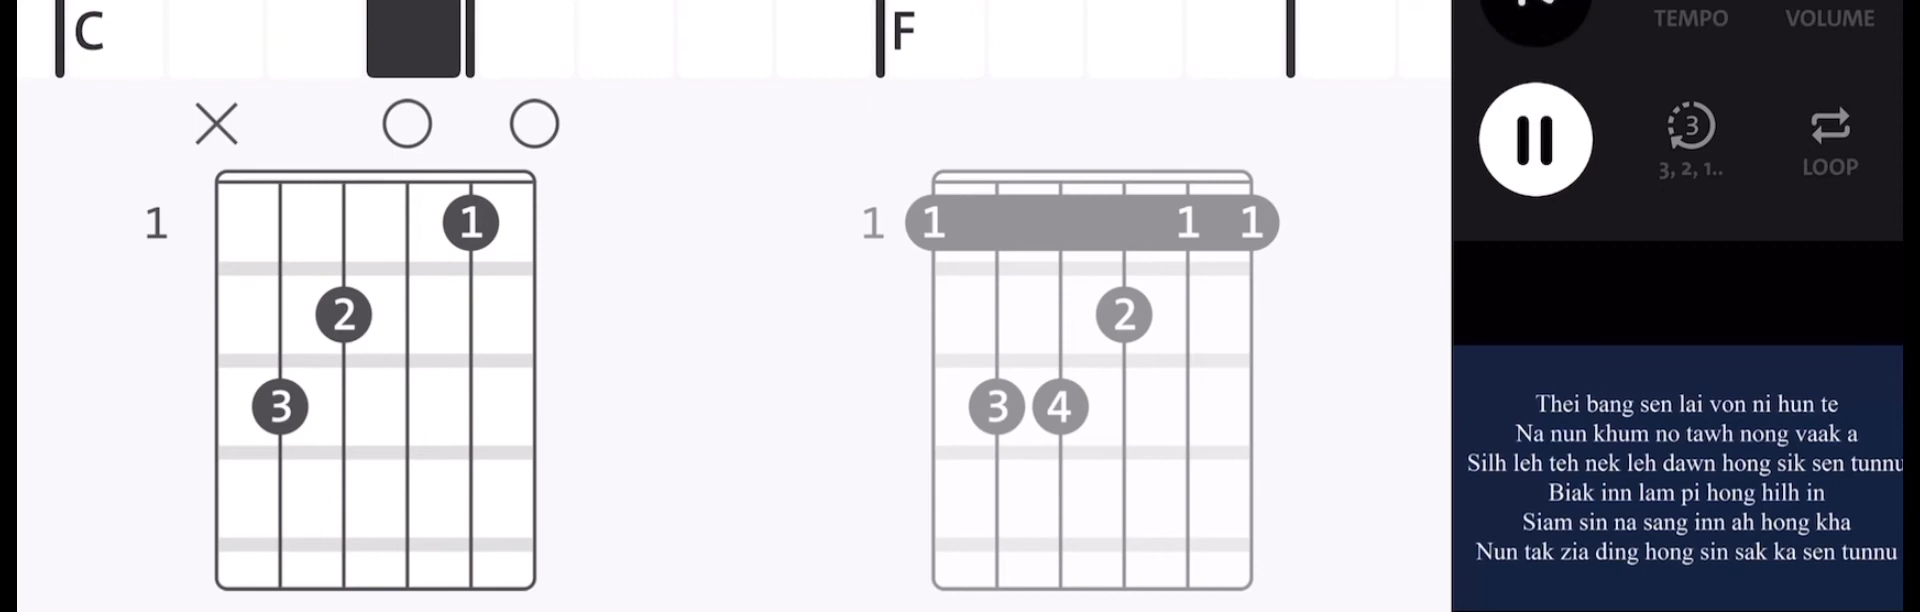 C
F
TEMPO VOLUME
1 1
2
3
1 1 1 1
2
3 4
3
3, 2, 1.. LOOP
Thei bang sen lai von ni hun te
Na nun khum no tawh nong vaak a
Silh leh teh nek leh dawn hong sik sen tunnu
Biak inn lam pi hong hilh in
Siam sin na sang inn ah hong kha
Nun tak zia ding hong sin sak ka sen tunnu